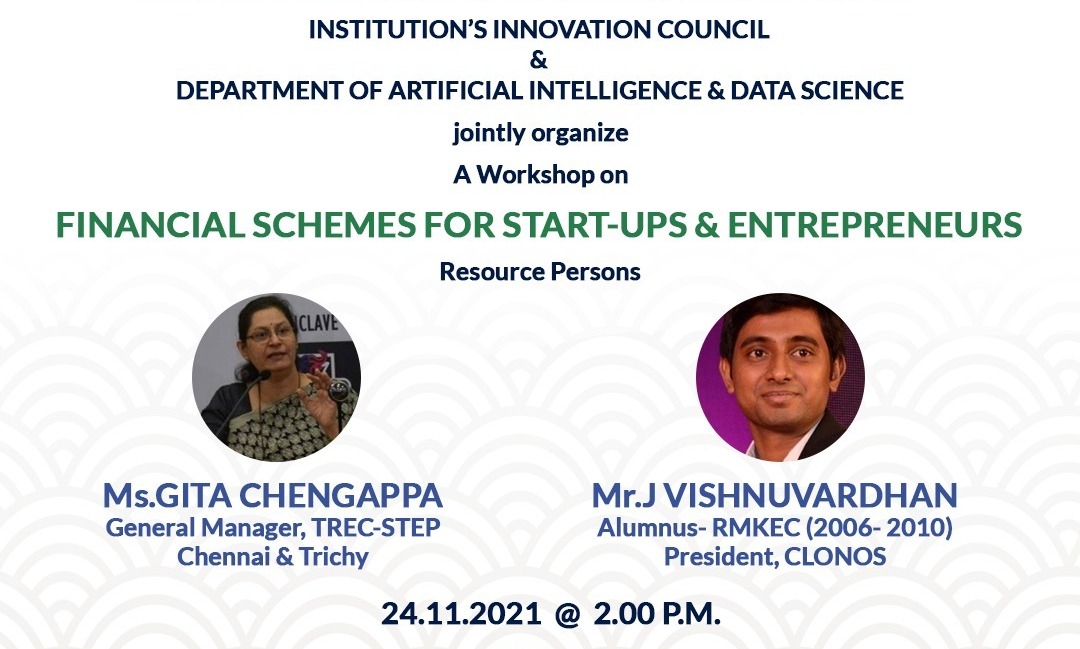 INSTITUTION'S INNOVATION COUNCIL
&
DEPARTMENT OF ARTIFICIAL INTELLIGENCE & DATA SCIENCE
jointly organize
A Workshop on
FINANCIAL SCHEMES FOR START-UPS & ENTREPRENEURS
Resource Persons
Ms.GITA CHENGAPPA
General Manager, TREC-STEP
Chennai & Trichy
Mr.J VISHNUVARDHAN
Alumnus- RMKEC (2006- 2010)
President, CLONOS
24.11.2021 @ 2.00 P.M.